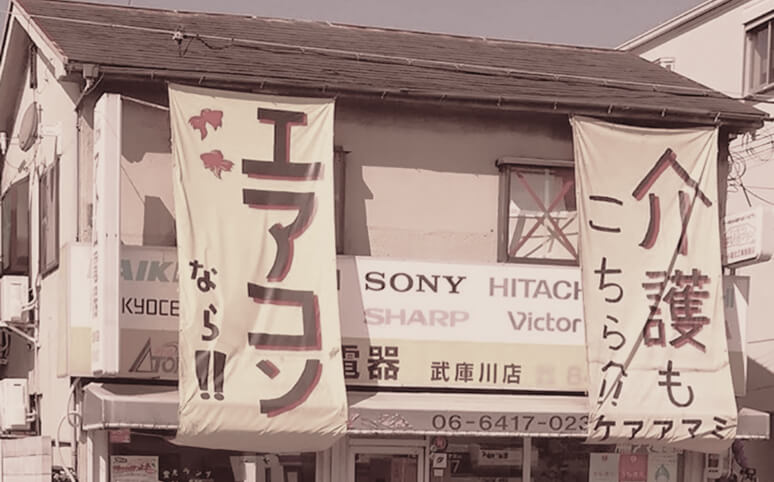 エアコン
なら!!
介護も
こちら!!
ケアアマミ
SONY
HITACH
SHARP
Victor
AIK
KYOCE
電器
武庫川店
06-6417-023